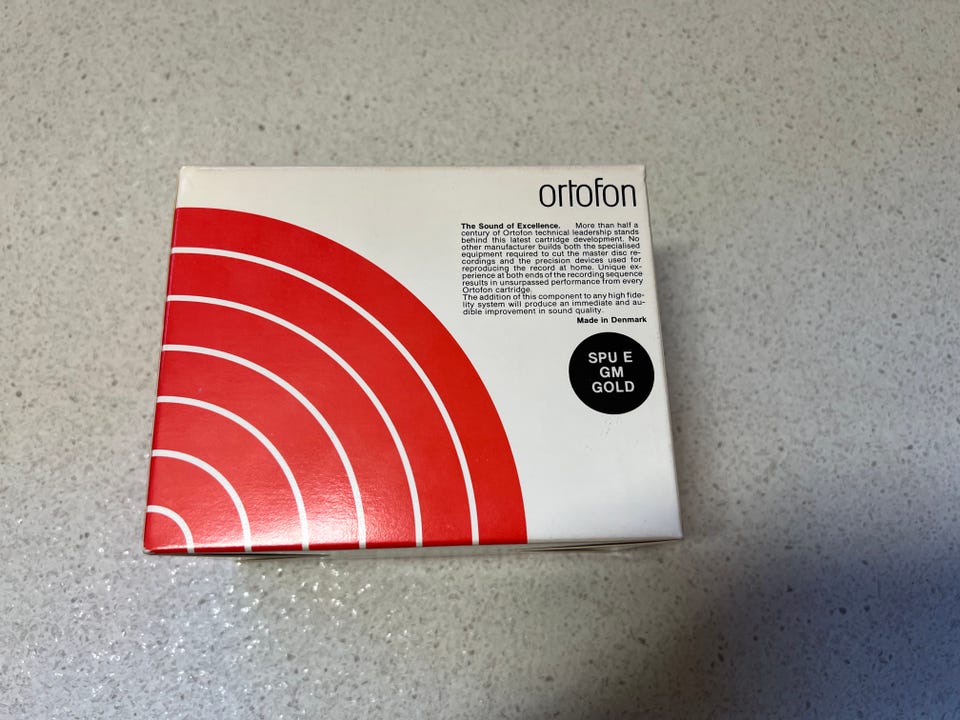 ortofon
The Sound of Excellence. More than half a
century of Ortofon technical leadership stands
behind this latest cartridge development. No
other manufacturer builds both the specialised
equipment required to cut the master disc re-
cordings and the precision devices used for
reproducing the record at home. Unique ex-
perience at both ends of the recording sequence
results in unsurpassed performance from every
Ortofon cartridge.
The addition of this component to any high fide-
lity system will produce an immediate and au-
dible improvement in sound quality.
Made in Denmark
SPU E
GM
GOLD